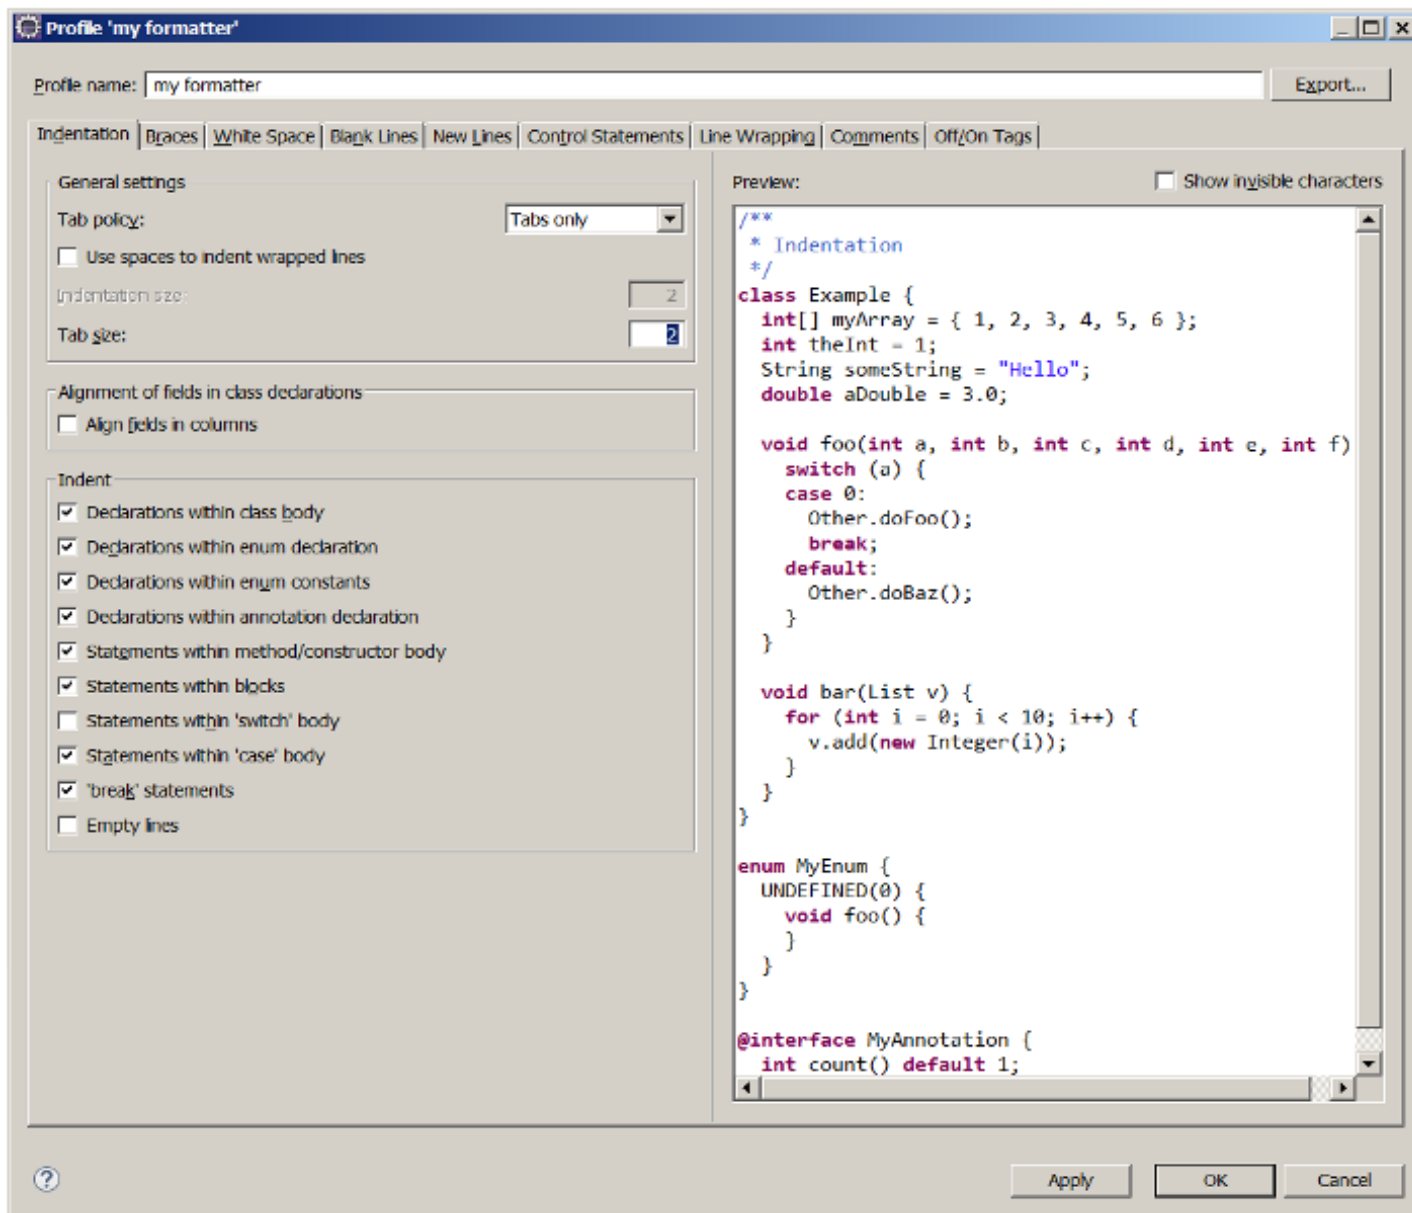 Profile 'my formatter'
Profile name: my formatter Export...
Indentation Braces White Space Blank Lines New Lines Control Statements Line Wrapping Comments Off/On Tags
General settings
Tab policy: Tabs only
Use spaces to indent wrapped lines
Indentation size: 2
Tab size: 2
Alignment of fields in class declarations
Align fields in columns
Indent
Declarations within class body
Declarations within enum declaration
Declarations within enum constants
Declarations within annotation declaration
Statements within method/constructor body
Statements within blocks
Statements within 'switch' body
Statements within 'case' body
'break' statements
Empty lines
Preview: Show invisible characters
/**
 * Indentation
 */
class Example {
  int[] myArray = { 1, 2, 3, 4, 5, 6 };
  int theInt = 1;
  String someString = "Hello";
  double aDouble = 3.0;

  void foo(int a, int b, int c, int d, int e, int f)
    switch (a) {
    case 0:
      Other.doFoo();
      break;
    default:
      Other.doBaz();
    }
  }

  void bar(List v) {
    for (int i = 0; i < 10; i++) {
      v.add(new Integer(i));
    }
  }
}

enum MyEnum {
  UNDEFINED(0) {
    void foo() {
    }
  }
}

@interface MyAnnotation {
  int count() default 1;
? Apply OK Cancel